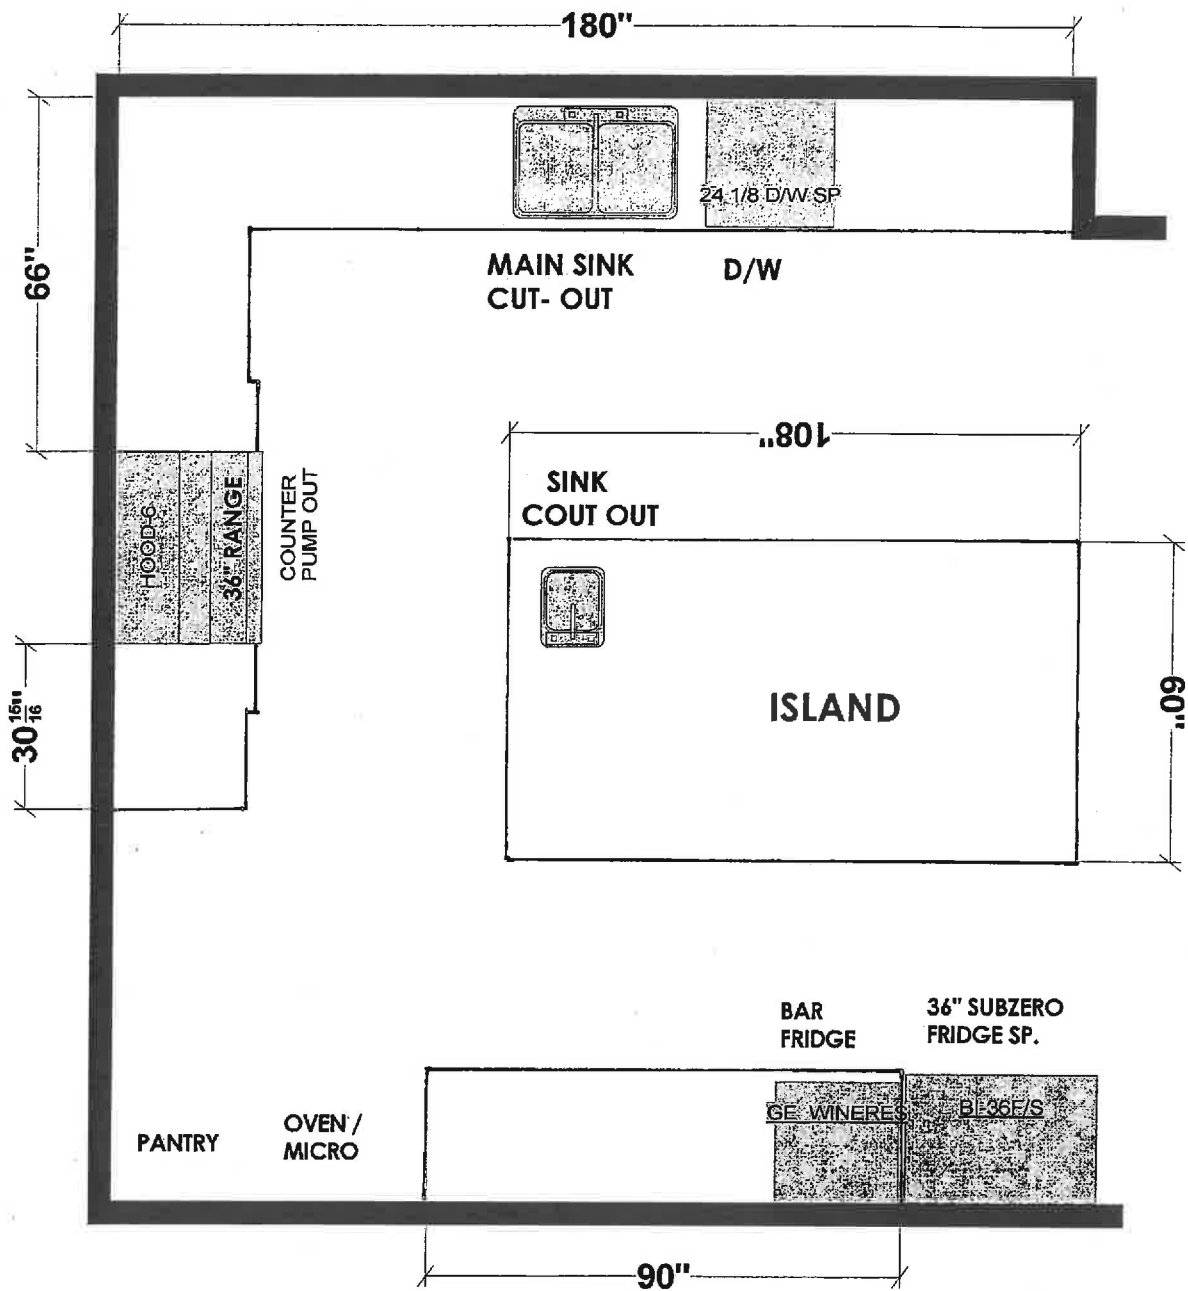 180"
66"
24 1/8 D/W SP
MAIN SINK
CUT- OUT
D/W
108"
SINK
COUT OUT
HOOD-6
36" RANGE
COUNTER
PUMP OUT
30 15/16"
ISLAND
60"
BAR
FRIDGE
36" SUBZERO
FRIDGE SP.
GE WINERES
BI-36F/S
PANTRY
OVEN /
MICRO
90"